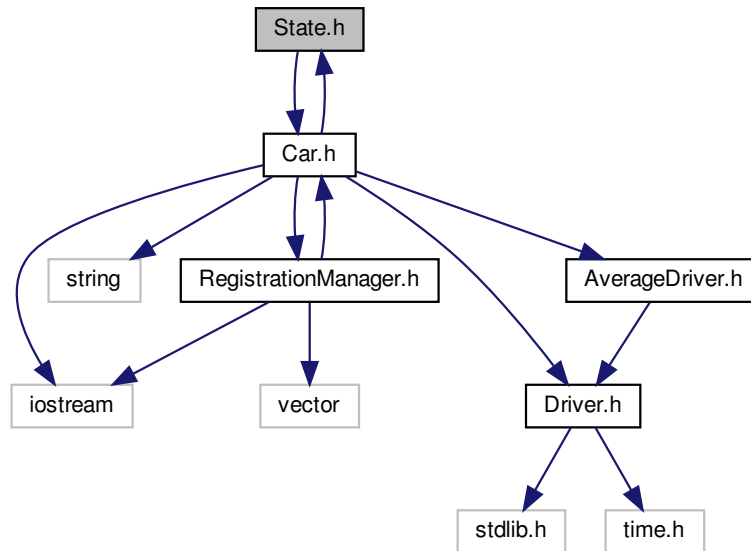 State.h
Car.h
string
RegistrationManager.h
AverageDriver.h
iostream
vector
Driver.h
stdlib.h
time.h